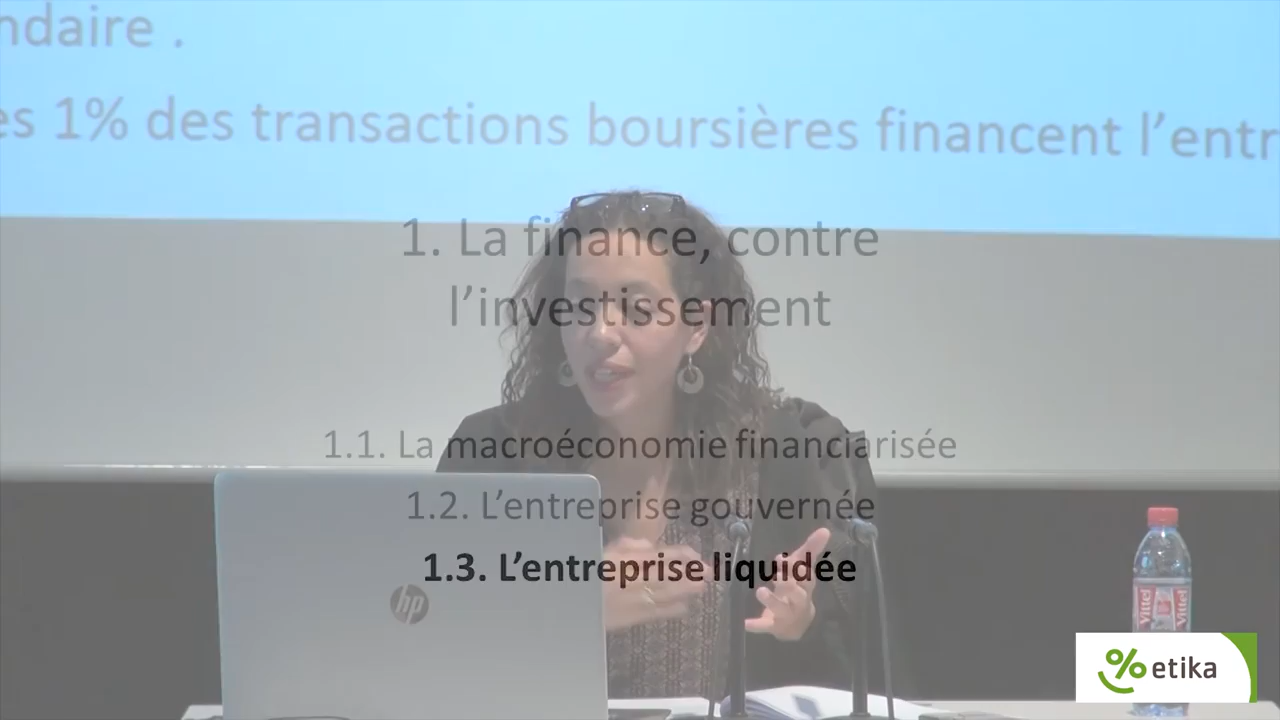 ndaire .
es 1% des transactions boursières financent l’entr
1. La finance, contre
l’investissement
1.1. La macroéconomie financiarisée
1.2. L’entreprise gouvernée
1.3. L’entreprise liquidée
hp
Vittel
Vittel
% etika